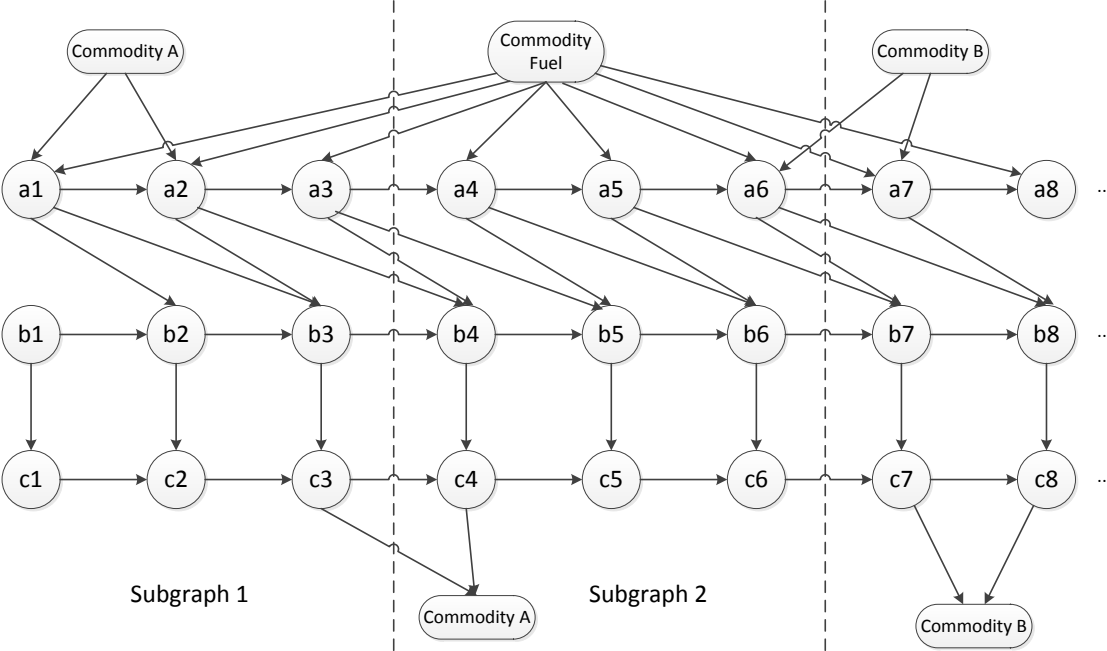 Commodity A
Commodity
Fuel
Commodity B
a1 a2 a3 a4 a5 a6 a7 a8 ..
b1 b2 b3 b4 b5 b6 b7 b8 ..
c1 c2 c3 c4 c5 c6 c7 c8 ..
Subgraph 1
Subgraph 2
Commodity A
Commodity B